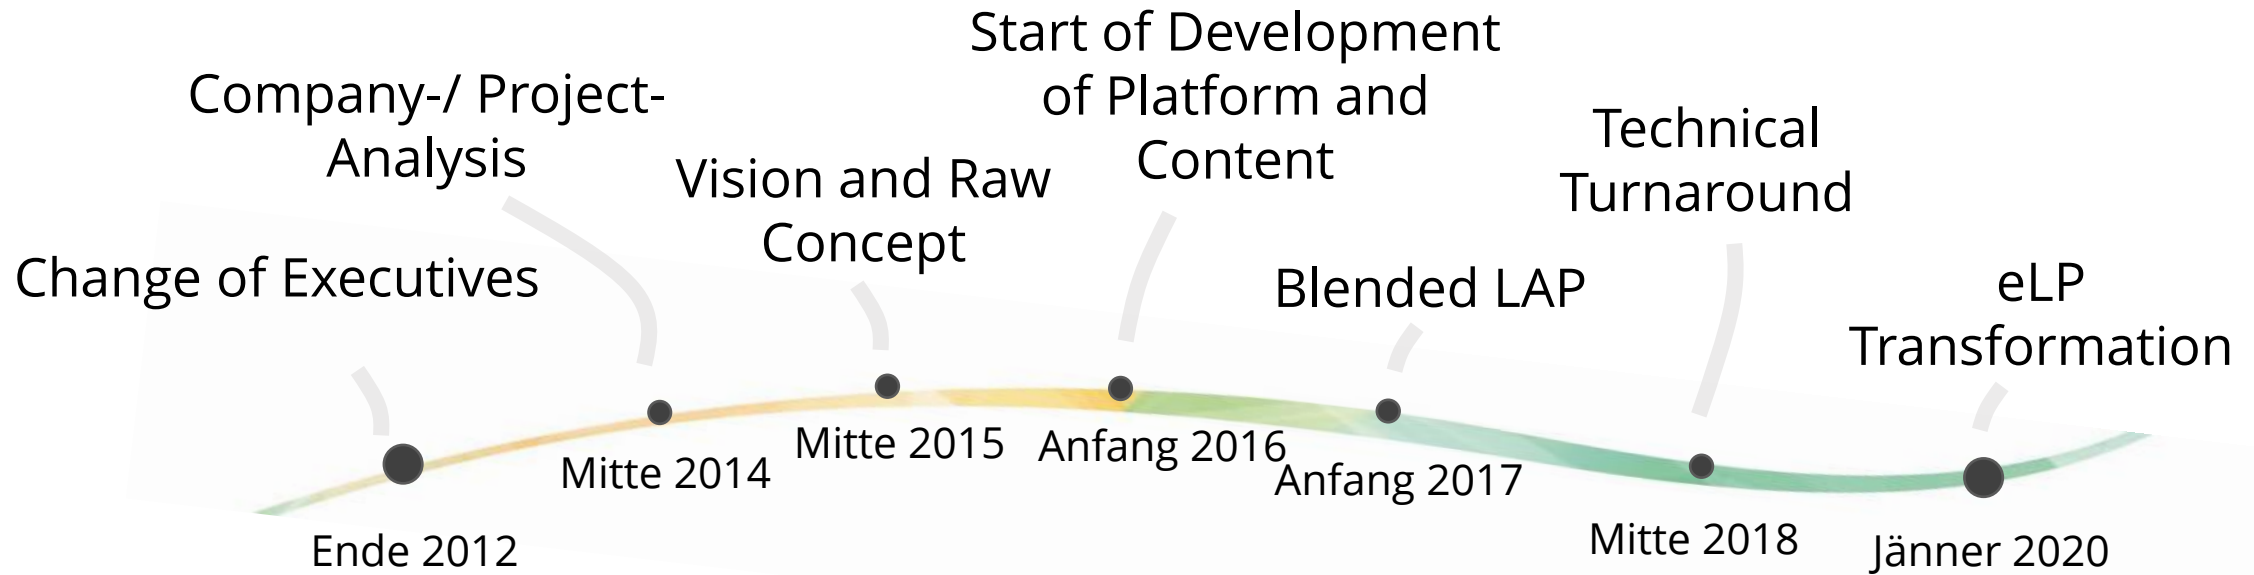 Start of Development
of Platform and
Content
Company-/ Project-
Analysis
Technical
Turnaround
Vision and Raw
Concept
Change of Executives
Blended LAP
eLP
Transformation
Mitte 2015
Anfang 2016
Mitte 2014
Anfang 2017
Ende 2012
Mitte 2018
Jänner 2020